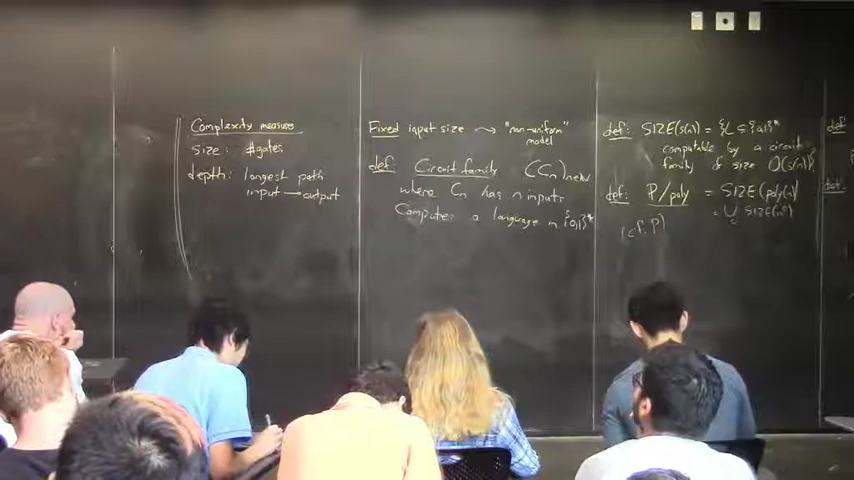 Complexity measures
size: #gates
depth: longest path
input → output
Fixed input size ⇝ "non-uniform"
model
def: Circuit family (Cn)n∈ℕ
where Cn has n inputs
Computes a language in {0,1}*
def: SIZE(s(n)) = {L ⊆ {0,1}*
computable by a circuit
family of size O(s(n))}
def: P/poly = SIZE(poly(n))
= ∪ SIZE(n^c)
c
(cf. P)
def:
def: